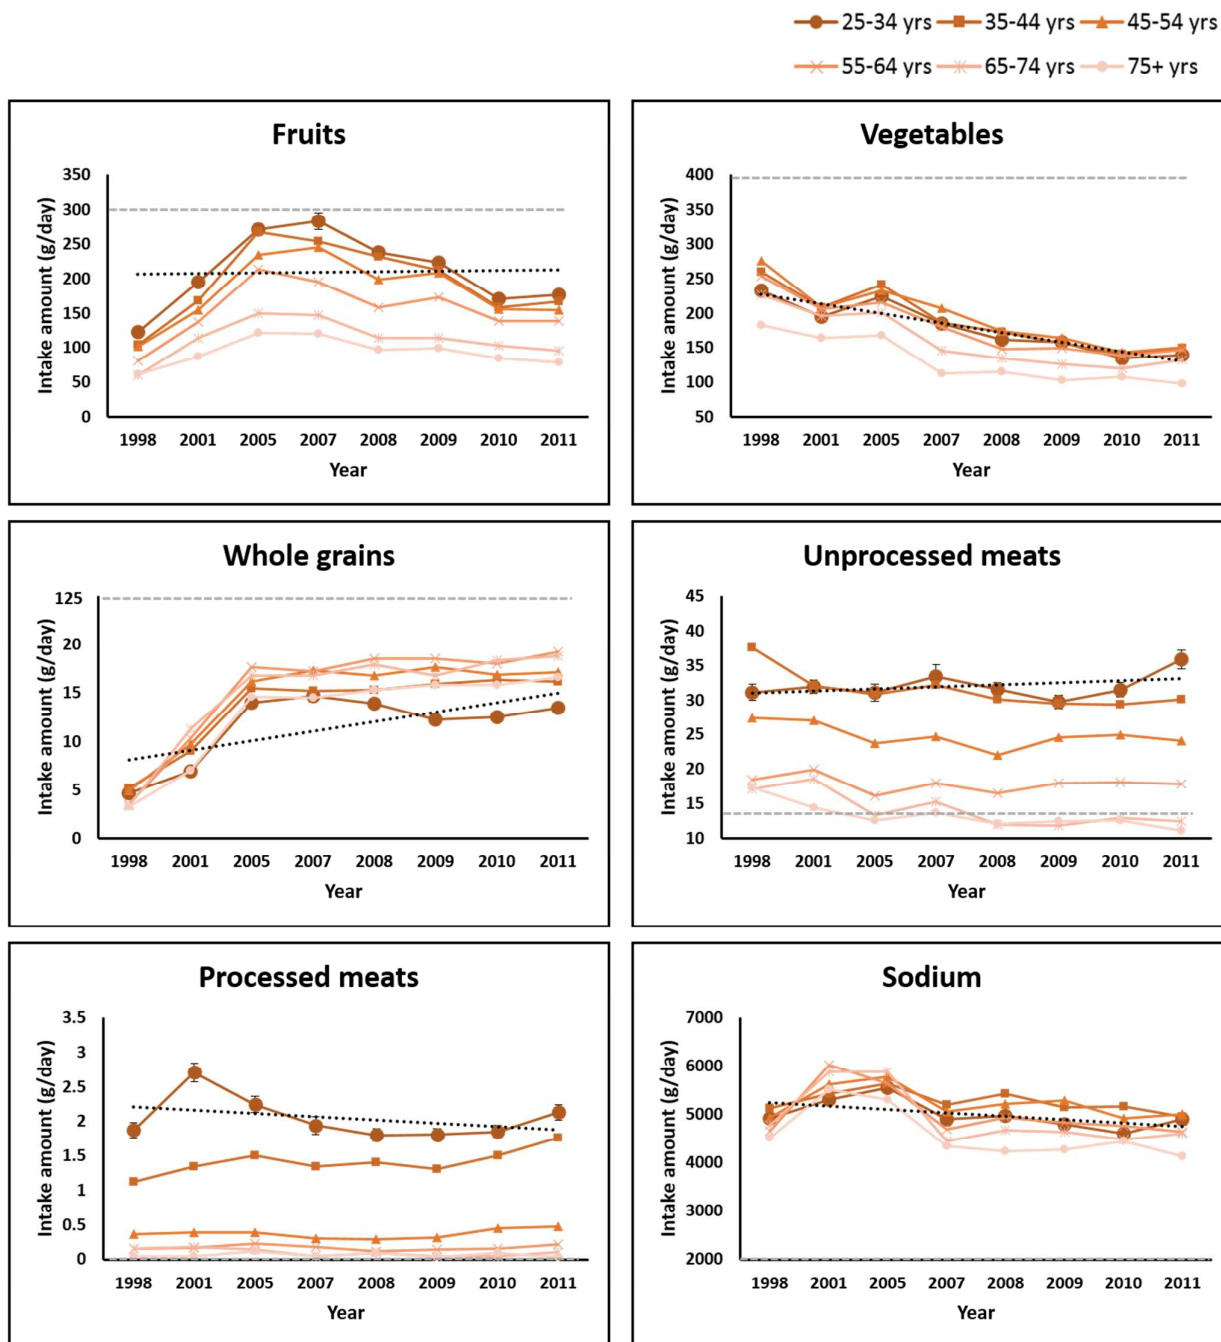 25-34 yrs 35-44 yrs 45-54 yrs
55-64 yrs 65-74 yrs 75+ yrs
Fruits
Intake amount (g/day)
350
300
250
200
150
100
50
0
1998 2001 2005 2007 2008 2009 2010 2011
Year
Vegetables
Intake amount (g/day)
400
350
300
250
200
150
100
50
1998 2001 2005 2007 2008 2009 2010 2011
Year
Whole grains
Intake amount (g/day)
125
20
15
10
5
0
1998 2001 2005 2007 2008 2009 2010 2011
Year
Unprocessed meats
Intake amount (g/day)
45
40
35
30
25
20
15
10
1998 2001 2005 2007 2008 2009 2010 2011
Year
Processed meats
Intake amount (g/day)
3.5
3
2.5
2
1.5
1
0.5
0
1998 2001 2005 2007 2008 2009 2010 2011
Year
Sodium
Intake amount (g/day)
7000
6000
5000
4000
3000
2000
1998 2001 2005 2007 2008 2009 2010 2011
Year